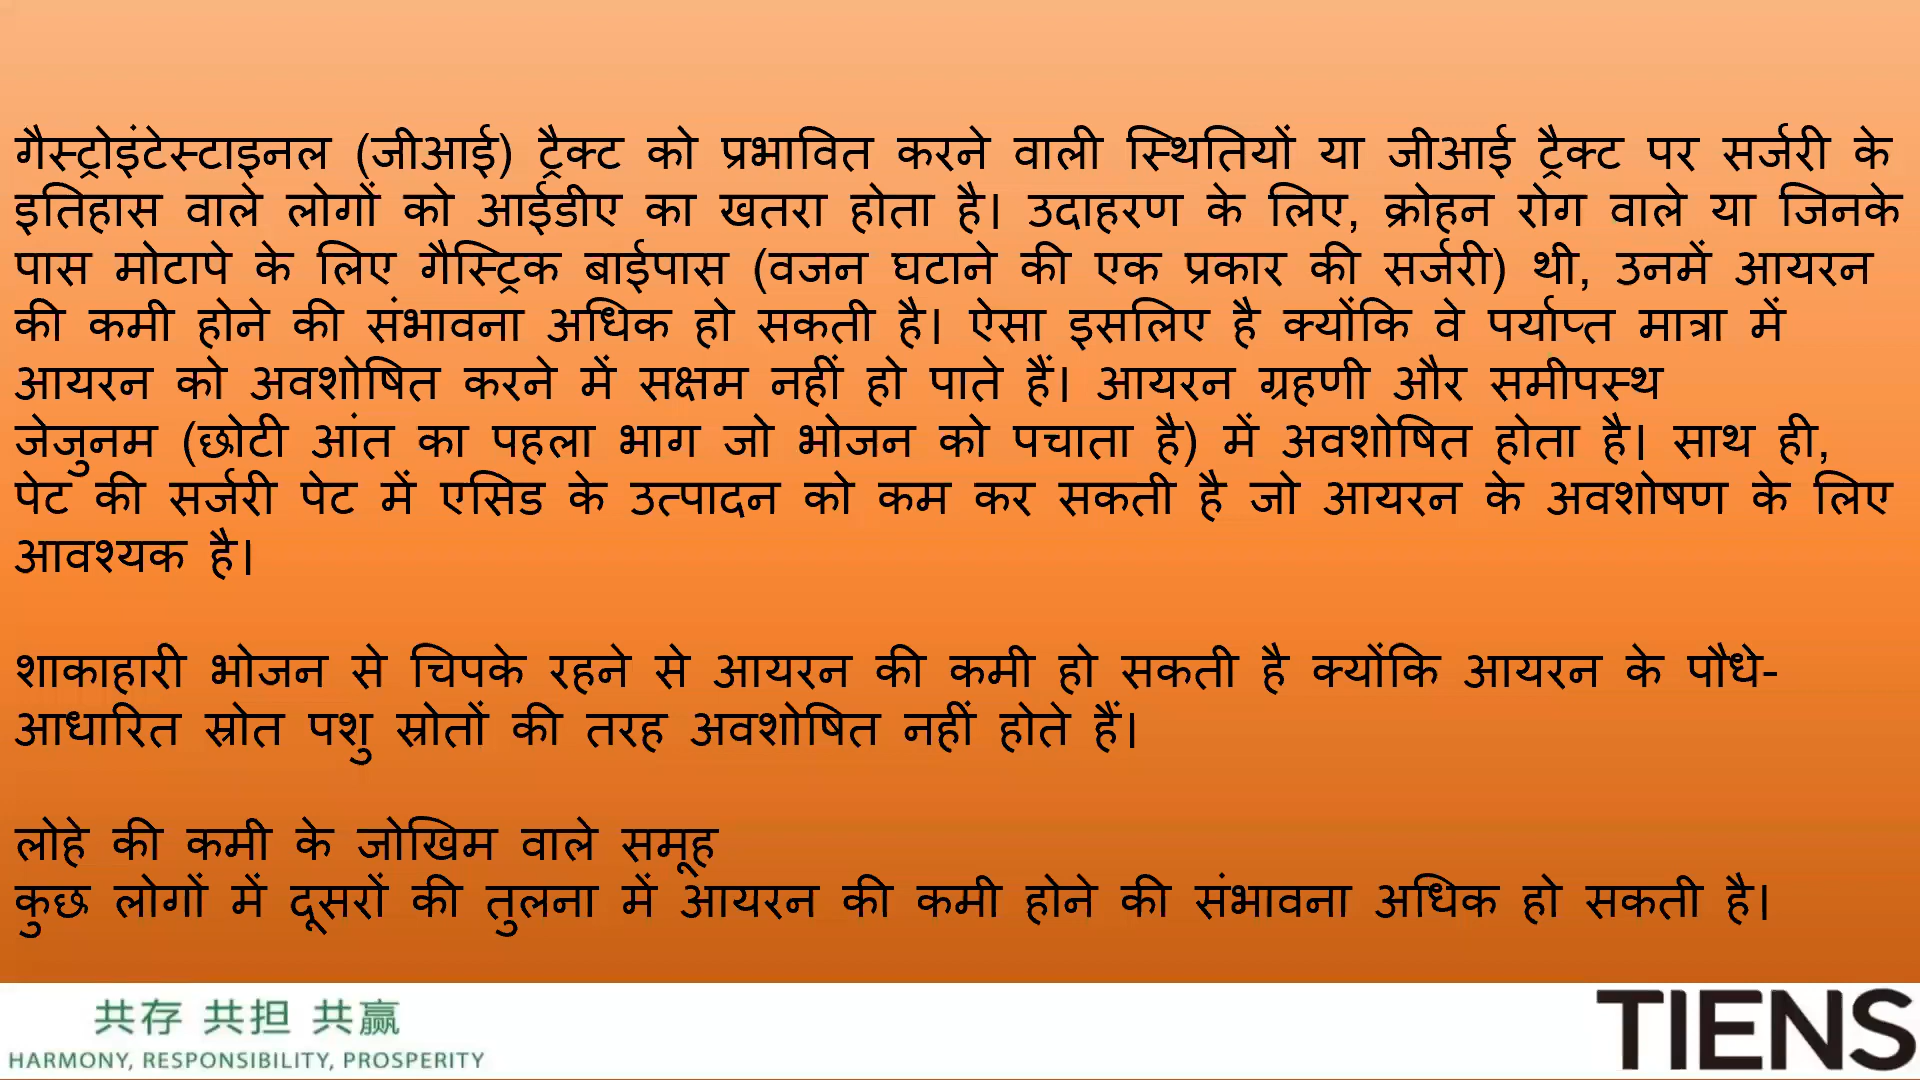 गैस्ट्रोइंटेस्टाइनल (जीआई) ट्रैक्ट को प्रभावित करने वाली स्थितियों या जीआई ट्रैक्ट पर सर्जरी के
इतिहास वाले लोगों को आईडीए का खतरा होता है। उदाहरण के लिए, क्रोहन रोग वाले या जिनके
पास मोटापे के लिए गैस्ट्रिक बाईपास (वजन घटाने की एक प्रकार की सर्जरी) थी, उनमें आयरन
की कमी होने की संभावना अधिक हो सकती है। ऐसा इसलिए है क्योंकि वे पर्याप्त मात्रा में
आयरन को अवशोषित करने में सक्षम नहीं हो पाते हैं। आयरन ग्रहणी और समीपस्थ
जेजुनम (छोटी आंत का पहला भाग जो भोजन को पचाता है) में अवशोषित होता है। साथ ही,
पेट की सर्जरी पेट में एसिड के उत्पादन को कम कर सकती है जो आयरन के अवशोषण के लिए
आवश्यक है।
शाकाहारी भोजन से चिपके रहने से आयरन की कमी हो सकती है क्योंकि आयरन के पौधे-
आधारित स्रोत पशु स्रोतों की तरह अवशोषित नहीं होते हैं।
लोहे की कमी के जोखिम वाले समूह
कुछ लोगों में दूसरों की तुलना में आयरन की कमी होने की संभावना अधिक हो सकती है।
共存 共担 共赢
HARMONY, RESPONSIBILITY, PROSPERITY
TIENS